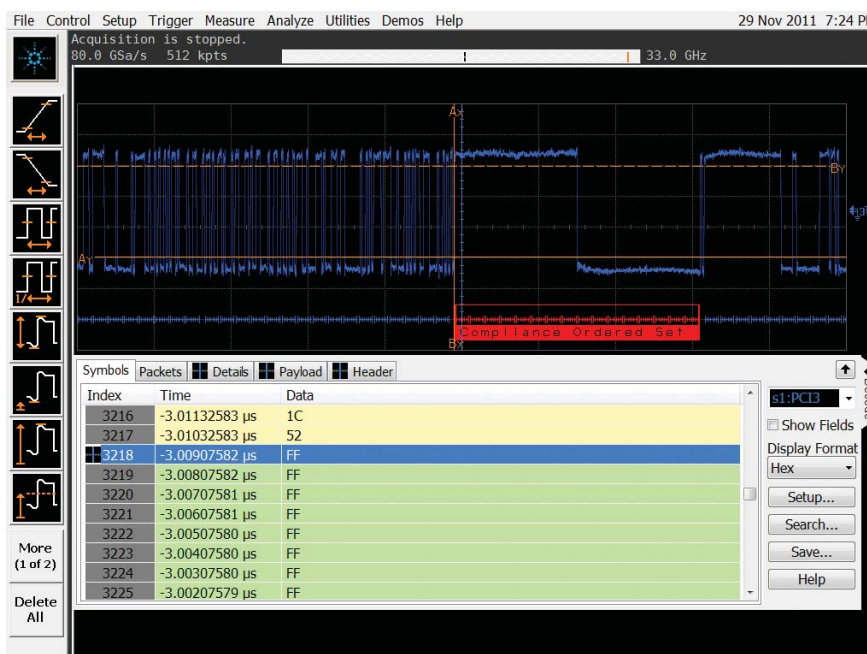 File Control Setup Trigger Measure Analyze Utilities Demos Help 29 Nov 2011 7:24 P
Acquisition is stopped.
80.0 GSa/s 512 kpts 33.0 GHz
Ax
By
Ay
Compliance Ordered Set
Bx
Symbols Packets Details Payload Header
Index Time Data
3216 -3.01132583 µs 1C
3217 -3.01032583 µs 52
3218 -3.00907582 µs FF
3219 -3.00807582 µs FF
3220 -3.00707581 µs FF
3221 -3.00607581 µs FF
3222 -3.00507580 µs FF
3223 -3.00407580 µs FF
3224 -3.00307580 µs FF
3225 -3.00207579 µs FF
s1:PCI3
Show Fields
Display Format
Hex
Setup...
Search...
Save...
Help
1/
More
(1 of 2)
Delete
All